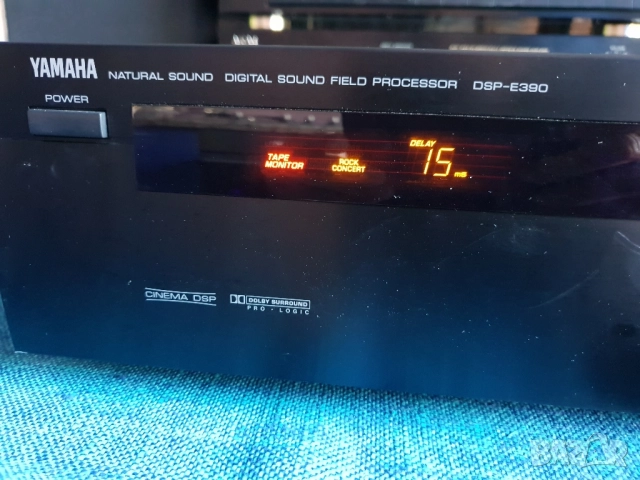 YAMAHA NATURAL SOUND DIGITAL SOUND FIELD PROCESSOR DSP-E390
POWER
TAPE MONITOR
ROCK CONCERT
DELAY
15 ms
CINEMA DSP
DOLBY SURROUND
PRO · LOGIC
BAZAR